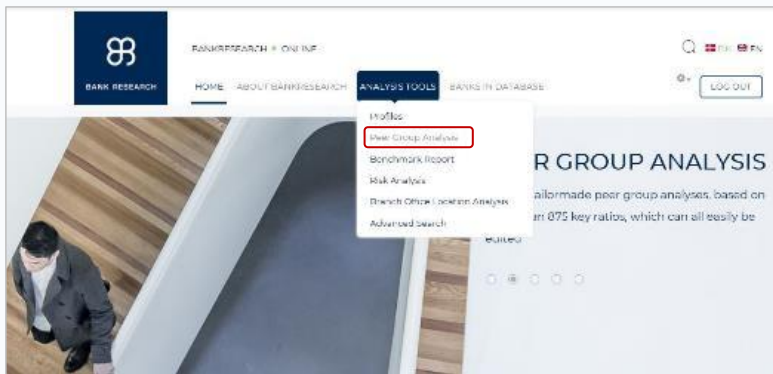 BANKRESEARCH • ONLINE
EN
BANK RESEARCH
HOME ABOUT BANKRESEARCH ANALYSIS TOOLS BANKS IN DATABASE
LOG OUT
Profiles
Peer Group Analysis
Benchmark Report
Risk Analysis
Branch Office Location Analysis
Advanced Search
R GROUP ANALYSIS
ailormade peer group analyses, based on
an 875 key ratios, which can all easily be
edited